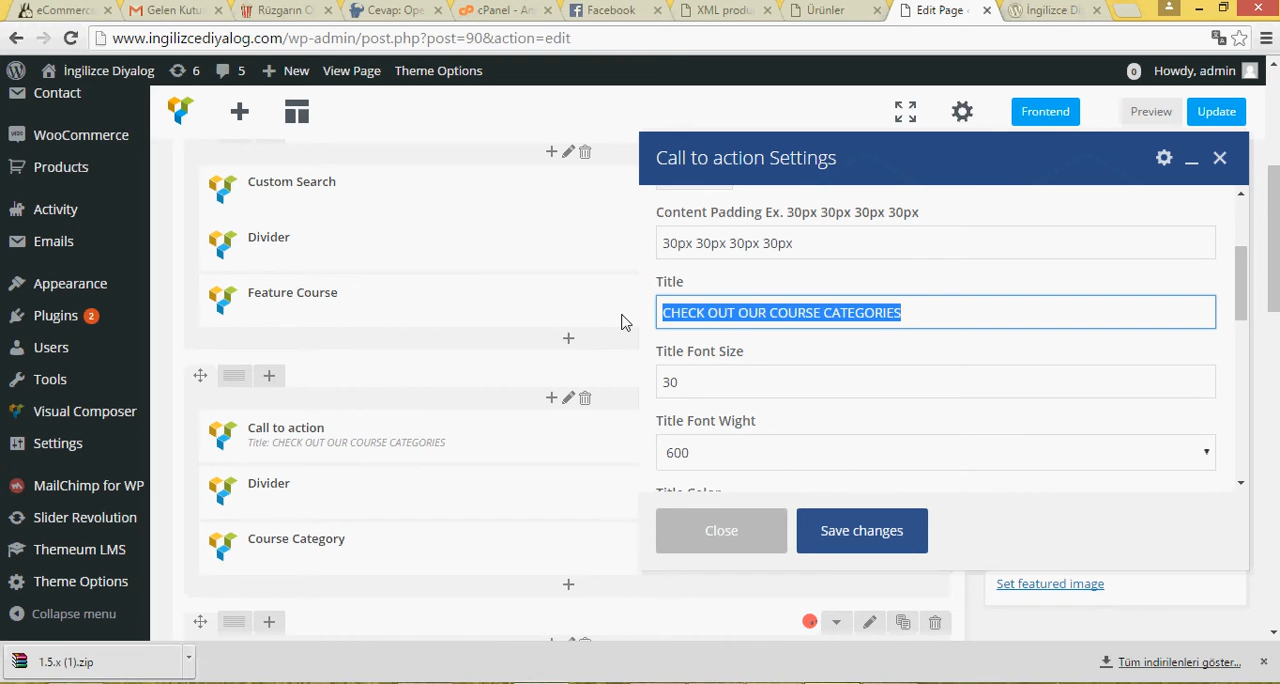 eCommerc
Gelen Kutu
Rüzgarın
Cevap: Ope
cPanel - An
Facebook
XML produ
Ürünler
Edit Page
İngilizce Di
www.ingilizcediyalog.com/wp-admin/post.php?post=90&action=edit
İngilizce Diyalog
6
5
New
View Page
Theme Options
0
Howdy, admin
Contact
WooCommerce
Products
Activity
Emails
Appearance
Plugins 2
Users
Tools
Visual Composer
Settings
MailChimp for WP
Slider Revolution
Themeum LMS
Theme Options
Collapse menu
Frontend
Preview
Update
Custom Search
Divider
Feature Course
Call to action
Title: CHECK OUT OUR COURSE CATEGORIES
Divider
Course Category
Call to action Settings
Content Padding Ex. 30px 30px 30px 30px
30px 30px 30px 30px
Title
CHECK OUT OUR COURSE CATEGORIES
Title Font Size
30
Title Font Wight
600
Title Color
Close
Save changes
Set featured image
1.5.x (1).zip
Tüm indirilenleri göster...